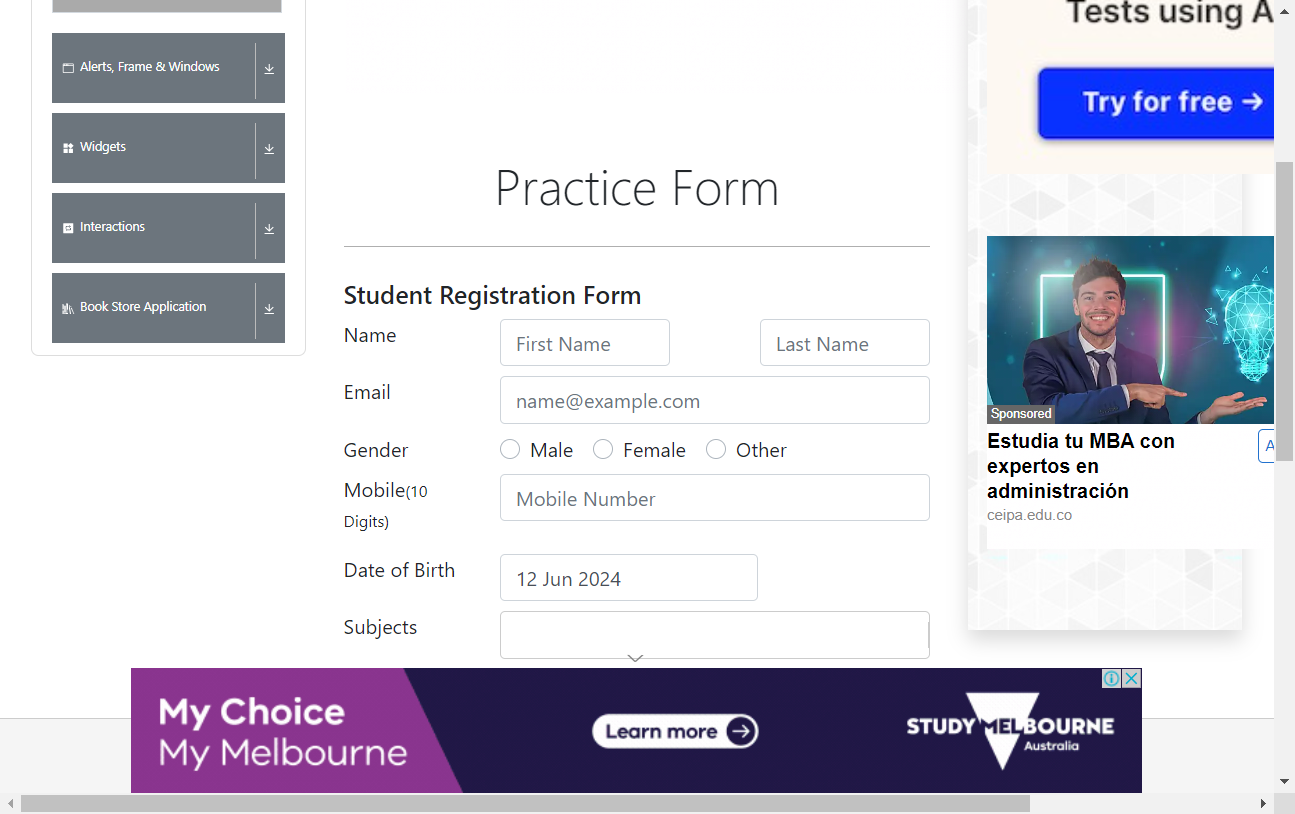 Tests using A
Try for free →
Alerts, Frame & Windows
Widgets
Interactions
Book Store Application
Practice Form
Student Registration Form
Name
First Name
Last Name
Email
name@example.com
Gender
Male
Female
Other
Mobile(10
Digits)
Mobile Number
Date of Birth
12 Jun 2024
Subjects
Sponsored
Estudia tu MBA con
expertos en
administración
ceipa.edu.co
A
My Choice
My Melbourne
Learn more
STUDY MELBOURNE
Australia